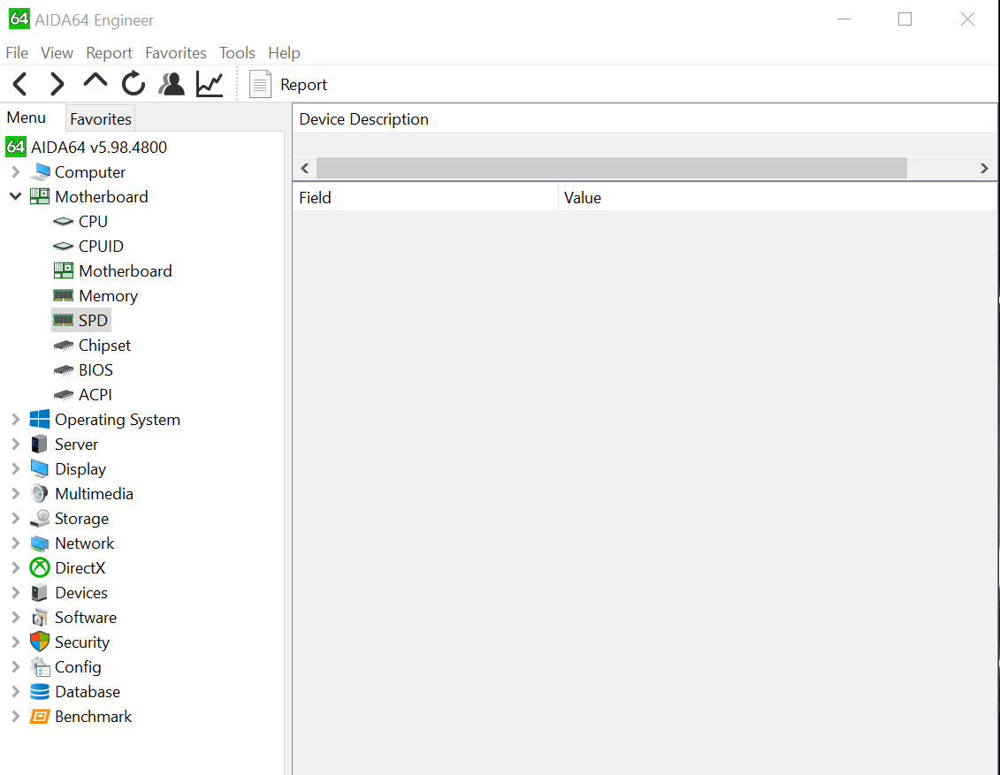 64 AIDA64 Engineer
File View Report Favorites Tools Help
Report
Menu Favorites
64 AIDA64 v5.98.4800
Computer
Motherboard
CPU
CPUID
Motherboard
Memory
SPD
Chipset
BIOS
ACPI
Operating System
Server
Display
Multimedia
Storage
Network
DirectX
Devices
Software
Security
Config
Database
Benchmark
Device Description
Field Value